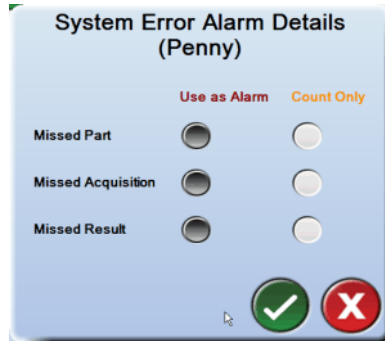 System Error Alarm Details
(Penny)
Use as Alarm Count Only
Missed Part
Missed Acquisition
Missed Result